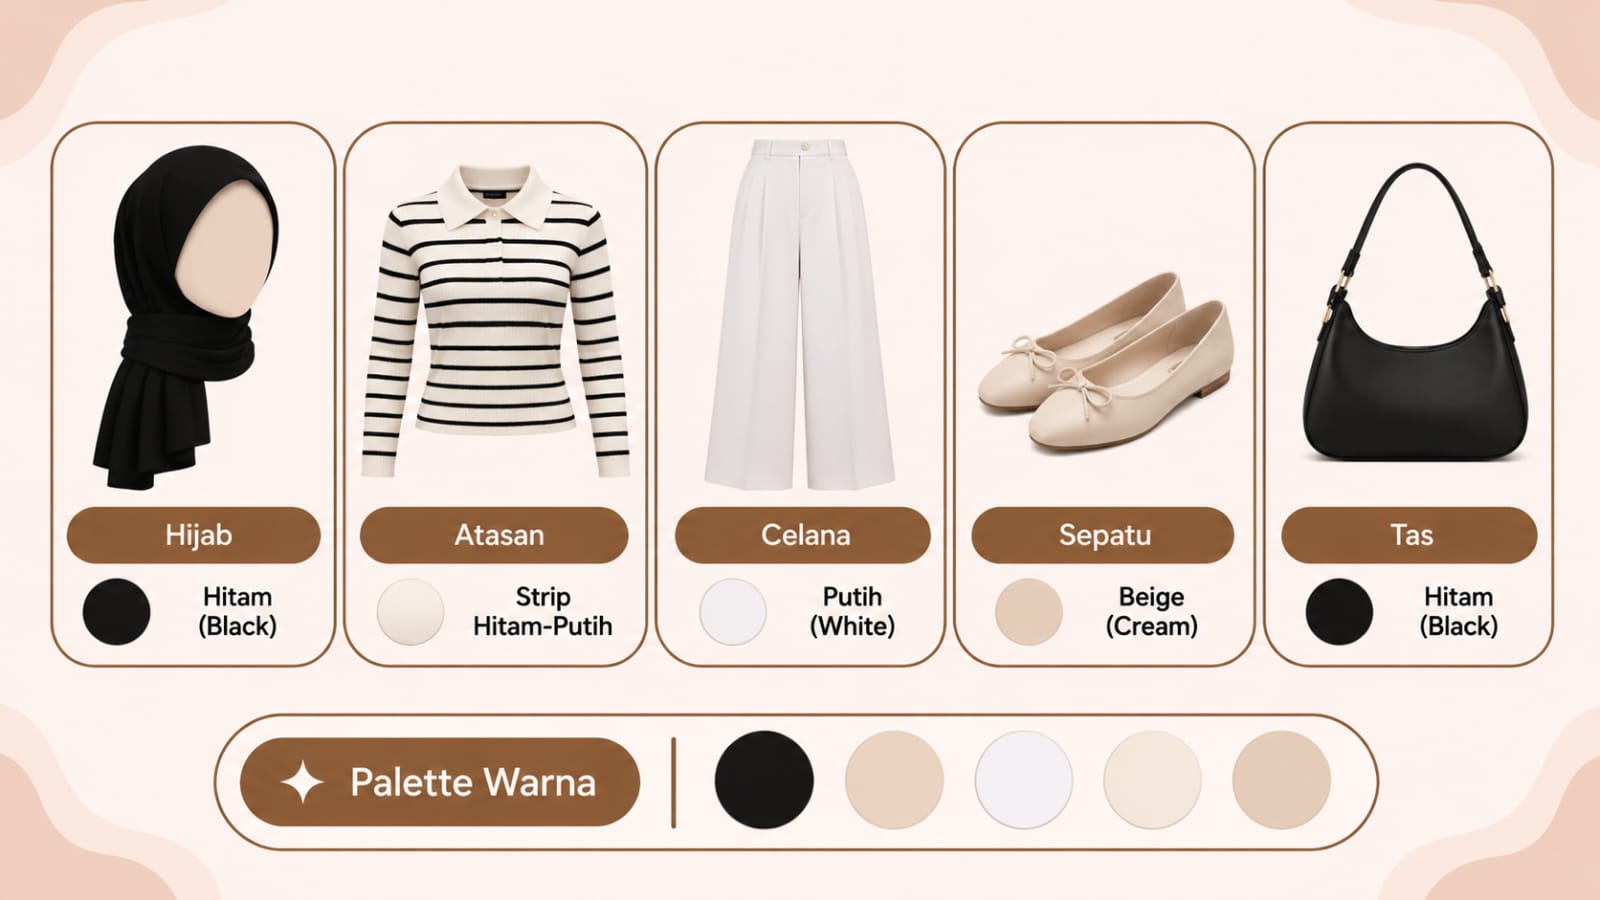 Hijab
Hitam
(Black)
Atasan
Strip
Hitam-Putih
Celana
Putih
(White)
Sepatu
Beige
(Cream)
Tas
Hitam
(Black)
Palette Warna